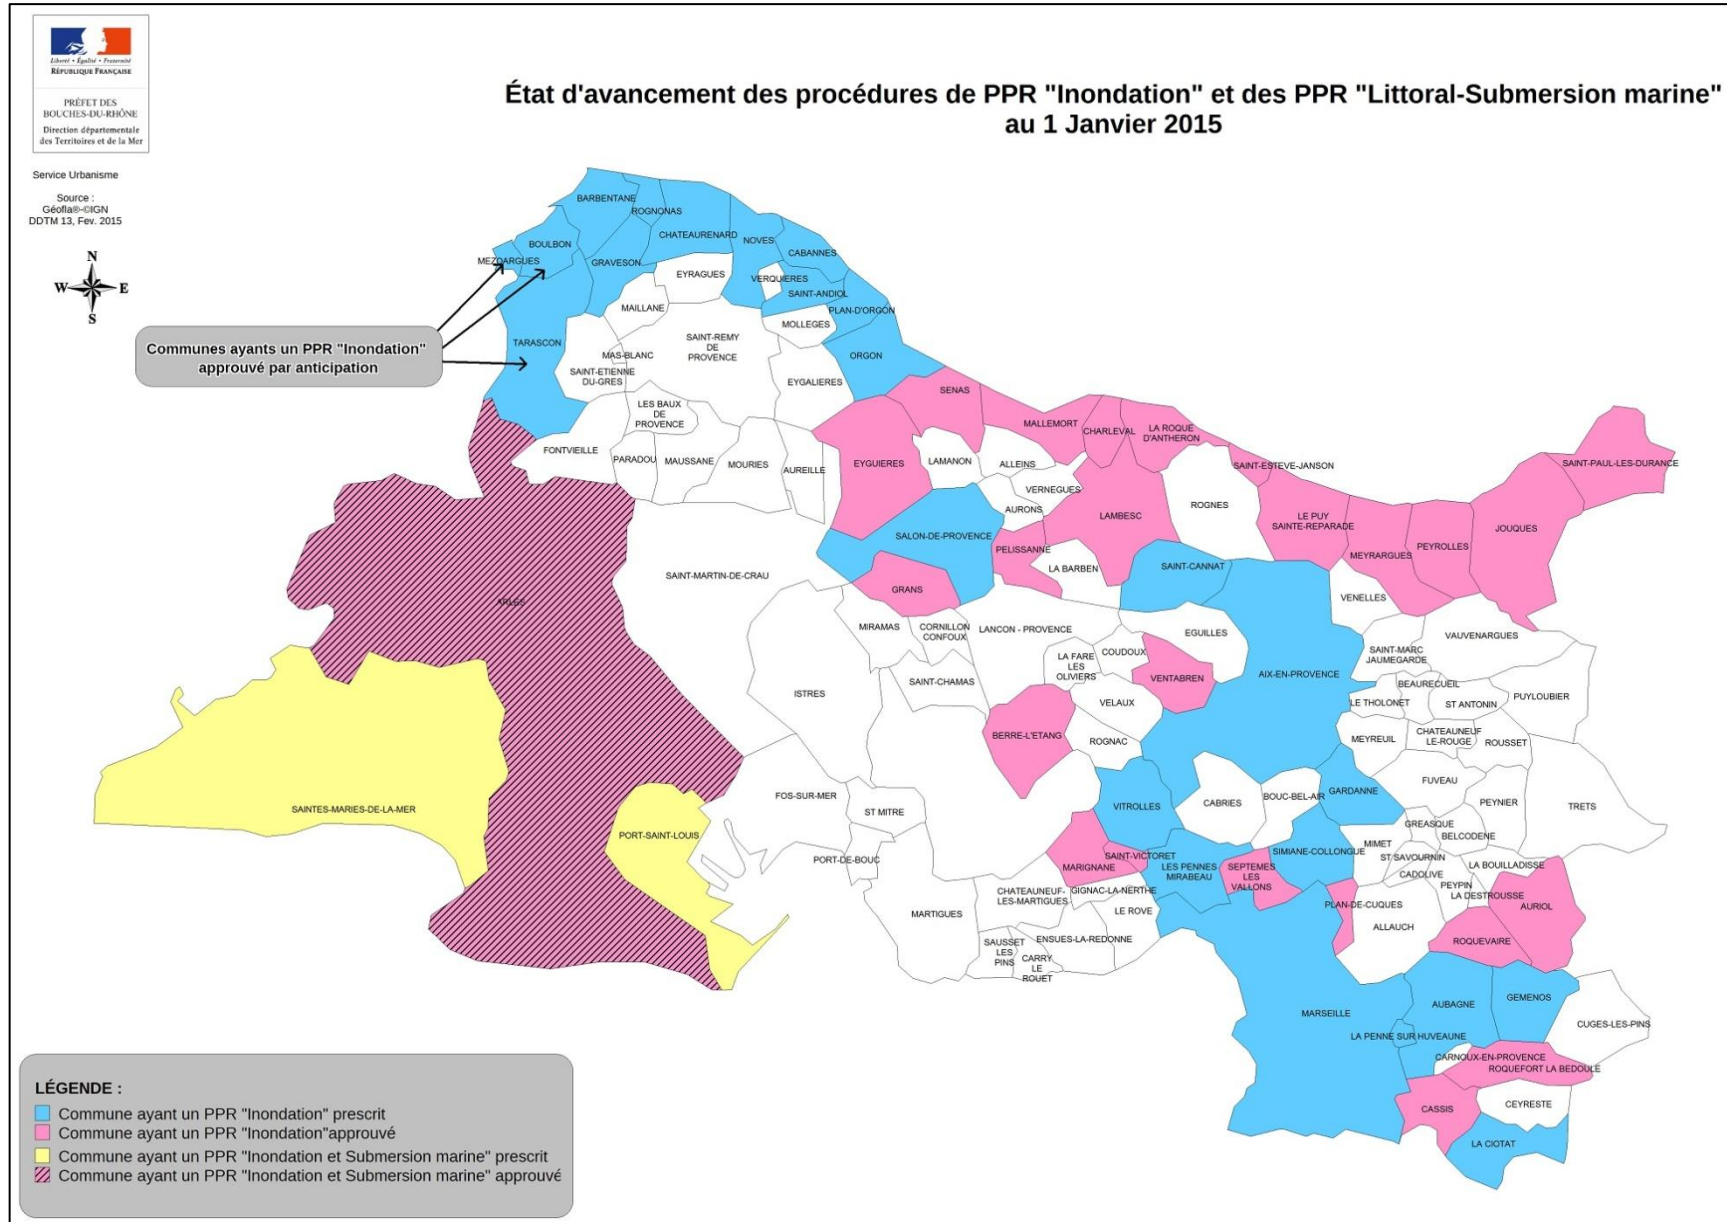 Liberté • Égalité • Fraternité
RÉPUBLIQUE FRANÇAISE
PRÉFET DES
BOUCHES-DU-RHÔNE
Direction départementale
des Territoires et de la Mer
Service Urbanisme
Source :
Géofla®-©IGN
DDTM 13, Fev. 2015
État d'avancement des procédures de PPR "Inondation" et des PPR "Littoral-Submersion marine"
au 1 Janvier 2015
N
W
E
S
Communes ayants un PPR "Inondation"
approuvé par anticipation
BARBENTANE
ROGNONAS
CHATEAURENARD
NOVES
CABANNES
BOULBON
MEZOARGUES
GRAVESON
EYRAGUES
VERQUIERES
SAINT-ANDIOL
PLAN-D'ORGON
MAILLANE
MOLLEGES
TARASCON
SAINT-REMY
DE
PROVENCE
MAS-BLANC
ORGON
SAINT-ETIENNE
DU-GRES
EYGALIERES
SENAS
LES BAUX
DE
PROVENCE
MALLEMORT
CHARLEVAL
LA ROQUE
D'ANTHERON
FONTVIEILLE
PARADOU
MAUSSANE
MOURIES
AUREILLE
EYGUIERES
LAMANON
ALLEINS
SAINT-ESTEVE-JANSON
SAINT-PAUL-LES-DURANCE
VERNEGUES
AURONS
LAMBESC
ROGNES
LE PUY
SAINTE-REPARADE
JOUQUES
SALON-DE-PROVENCE
PELISSANNE
MEYRARGUES
PEYROLLES
LA BARBEN
SAINT-CANNAT
SAINT-MARTIN-DE-CRAU
GRANS
VENELLES
ARLES
MIRAMAS
CORNILLON
CONFOUX
LANCON - PROVENCE
EGUILLES
VAUVENARGUES
COUDOUX
SAINT-MARC
JAUMEGARDE
LA FARE
LES
OLIVIERS
VENTABREN
AIX-EN-PROVENCE
SAINT-CHAMAS
BEAURECUEIL
ISTRES
VELAUX
LE THOLONET
ST ANTONIN
PUYLOUBIER
BERRE-L'ETANG
ROGNAC
MEYREUIL
CHATEAUNEUF
LE-ROUGE
ROUSSET
FOS-SUR-MER
ST MITRE
VITROLLES
CABRIES
BOUC-BEL-AIR
GARDANNE
FUVEAU
PEYNIER
TRETS
SAINTES-MARIES-DE-LA-MER
GREASQUE
BELCODENE
PORT-SAINT-LOUIS
PORT-DE-BOUC
MARIGNANE
SAINT-VICTORET
LES PENNES
MIRABEAU
SEPTEMES
LES
VALLONS
SIMIANE-COLLONGUE
MIMET
ST SAVOURNIN
CADOLIVE
LA BOUILLADISSE
PEYPIN
LA DESTROUSSE
CHATEAUNEUF-
LES-MARTIGUES
GIGNAC-LA-NERTHE
LE ROVE
PLAN-DE-CUQUES
AURIOL
MARTIGUES
ALLAUCH
SAUSSET
LES
PINS
ENSUES-LA-REDONNE
CARRY
LE
ROUET
ROQUEVAIRE
MARSEILLE
AUBAGNE
GEMENOS
CUGES-LES-PINS
LA PENNE SUR HUVEAUNE
CARNOUX-EN-PROVENCE
ROQUEFORT LA BEDOULE
CASSIS
CEYRESTE
LA CIOTAT
LÉGENDE :
Commune ayant un PPR "Inondation" prescrit
Commune ayant un PPR "Inondation"approuvé
Commune ayant un PPR "Inondation et Submersion marine" prescrit
Commune ayant un PPR "Inondation et Submersion marine" approuvé